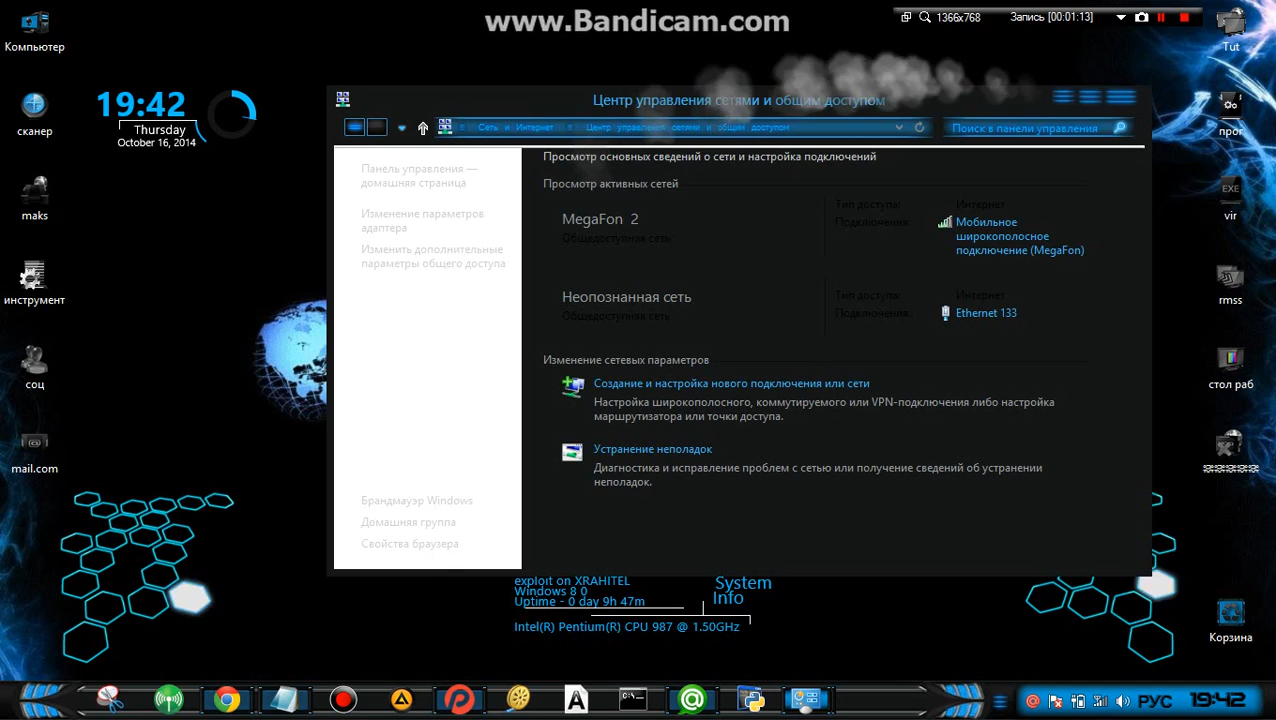 www.Bandicam.com
1366x768
Запись [00:01:13]
Компьютер
сканер
maks
инструмент
соц
mail.com
19:42
Thursday
October 16, 2014
Центр управления сетями и общим доступом
Сеть и Интернет
Центр управления сетями и общим доступом
Поиск в панели управления
Панель управления —
домашняя страница
Изменение параметров
адаптера
Изменить дополнительные
параметры общего доступа
Брандмауэр Windows
Домашняя группа
Свойства браузера
Просмотр основных сведений о сети и настройка подключений
Просмотр активных сетей
MegaFon 2
Общедоступная сеть
Тип доступа: Интернет
Подключения: Мобильное
широкополосное
подключение (MegaFon)
Неопознанная сеть
Общедоступная сеть
Тип доступа: Интернет
Подключения: Ethernet 133
Изменение сетевых параметров
Создание и настройка нового подключения или сети
Настройка широкополосного, коммутируемого или VPN-подключения либо настройка
маршрутизатора или точки доступа.
Устранение неполадок
Диагностика и исправление проблем с сетью или получение сведений об устранении
неполадок.
exploit on XRAHITEL
Windows 8 0
Uptime - 0 day 9h 47m
System
Info
Intel(R) Pentium(R) CPU 987 @ 1.50GHz
Tut
прог
EXE
vir
rmss
стол раб
Корзина
РУС
19:42